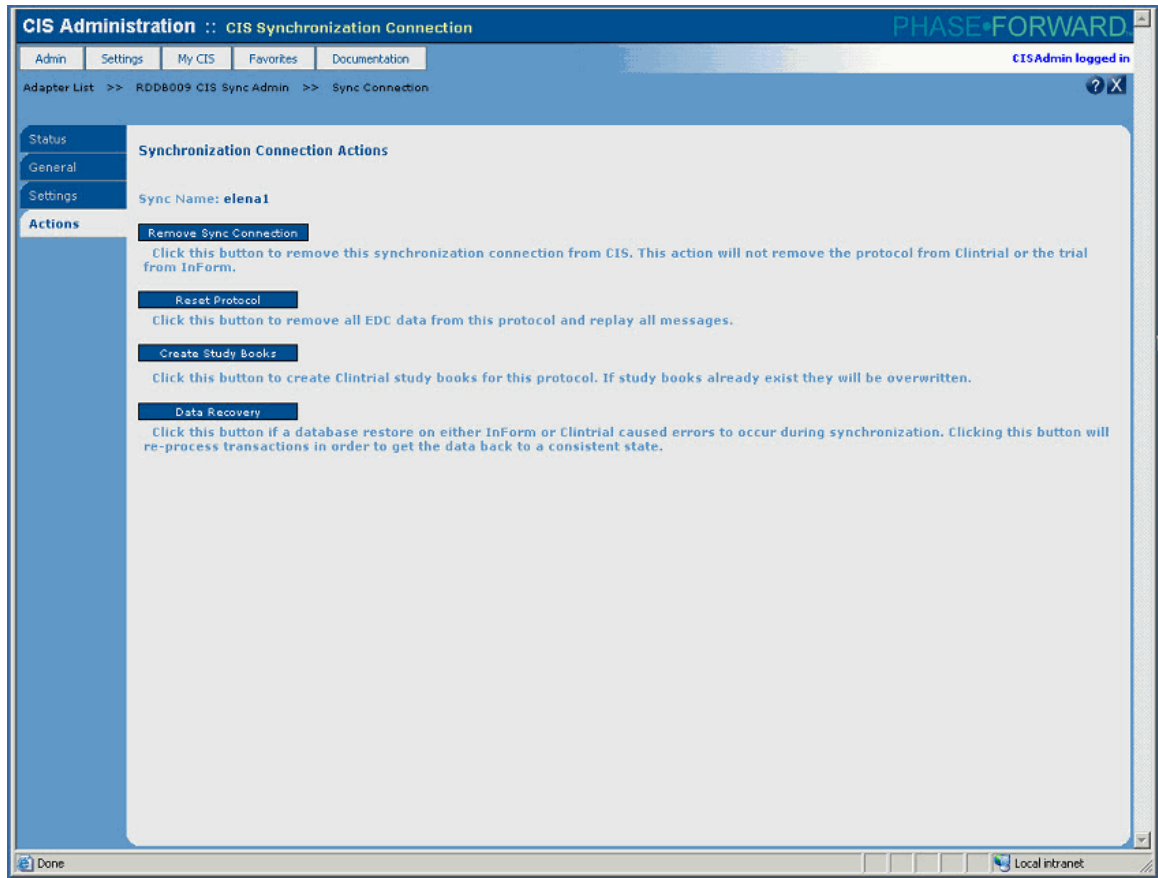 CIS Administration :: CIS Synchronization Connection
PHASE•FORWARD
Admin Settings My CIS Favorites Documentation
CISAdmin logged in
Adapter List >> RDDB009 CIS Sync Admin >> Sync Connection
? X
Status
General
Settings
Actions
Synchronization Connection Actions
Sync Name: elena1
Remove Sync Connection
Click this button to remove this synchronization connection from CIS. This action will not remove the protocol from Clintrial or the trial
from InForm.
Reset Protocol
Click this button to remove all EDC data from this protocol and replay all messages.
Create Study Books
Click this button to create Clintrial study books for this protocol. If study books already exist they will be overwritten.
Data Recovery
Click this button if a database restore on either InForm or Clintrial caused errors to occur during synchronization. Clicking this button will
re-process transactions in order to get the data back to a consistent state.
Done
Local intranet